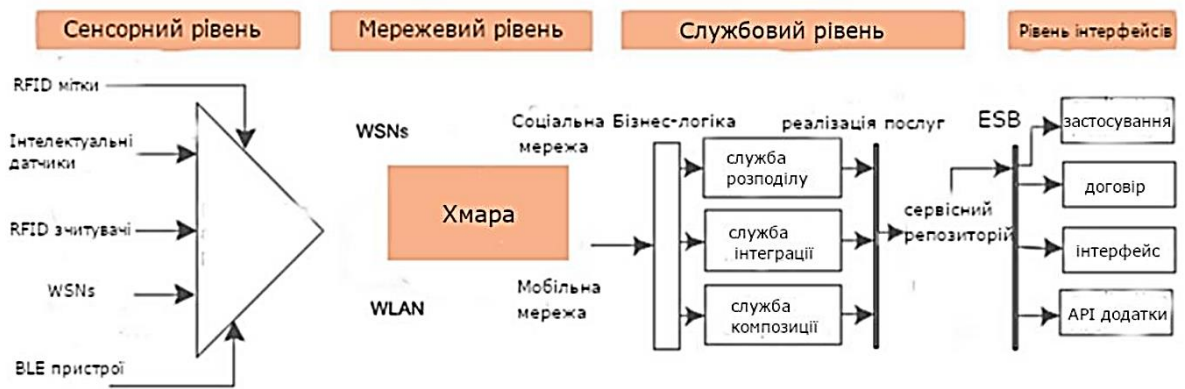 Сенсорний рівень
Мережевий рівень
Службовий рівень
Рівень інтерфейсів
RFID мітки
Інтелектуальні
датчики
RFID зчитувачі
WSNs
BLE пристрої
WSNs
Соціальна
мережа
Хмара
WLAN
Мобільна
мережа
Бізнес-логіка
реалізація послуг
служба
розподілу
служба
інтеграції
служба
композиції
сервісний
репозиторій
ESB
застосування
договір
інтерфейс
API додатки